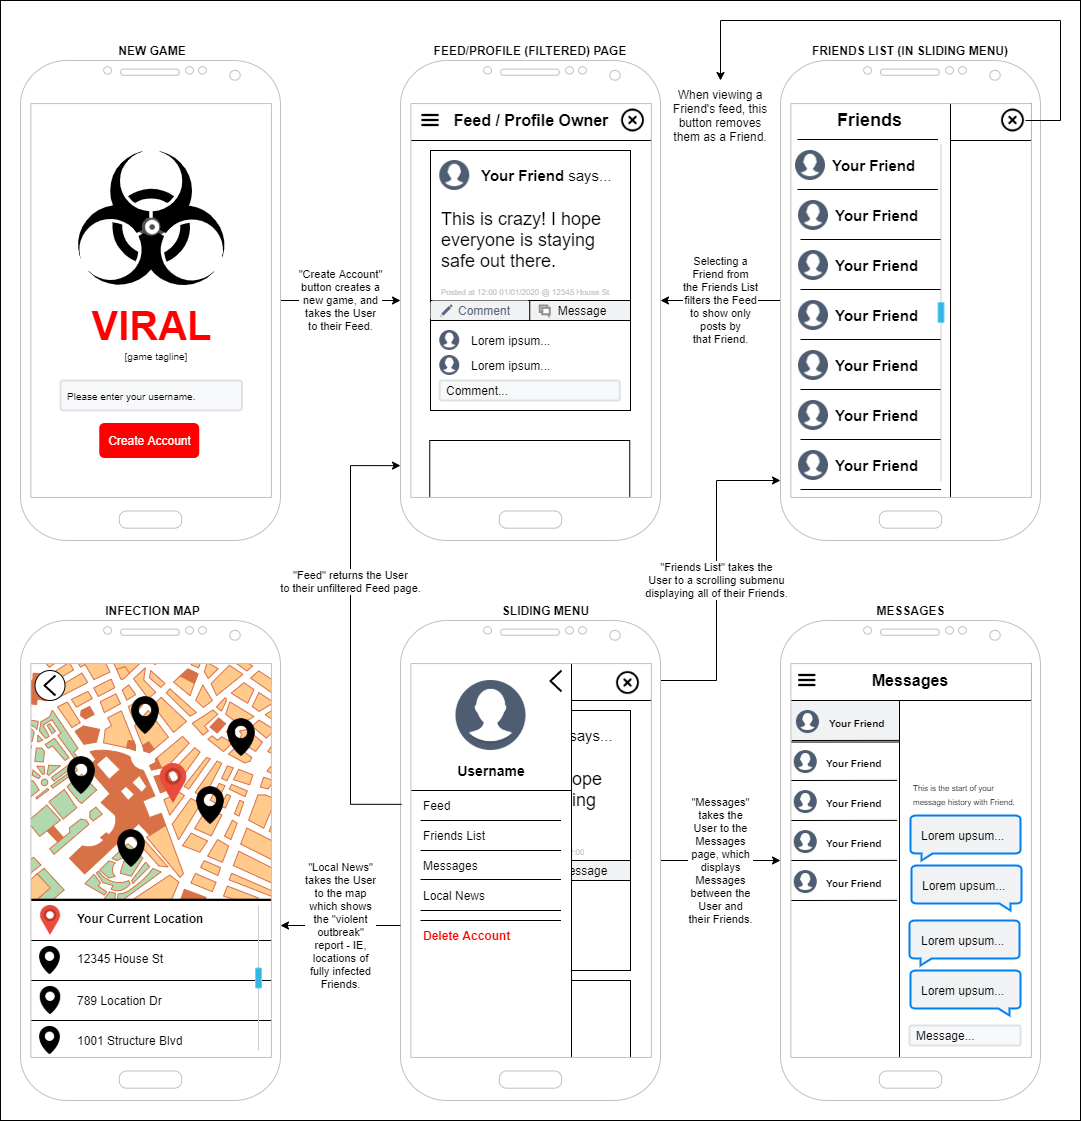 NEW GAME
VIRAL
[game tagline]
Please enter your username.
Create Account
"Create Account"
button creates a
new game, and
takes the User
to their Feed.
FEED/PROFILE (FILTERED) PAGE
Feed / Profile Owner
Your Friend says...
This is crazy! I hope
everyone is staying
safe out there.
Posted at 12:00 01/01/2020 @ 12345 House St
Comment
Message
Lorem ipsum...
Lorem ipsum...
Comment...
When viewing a
Friend's feed, this
button removes
them as a Friend.
Selecting a
Friend from
the Friends List
filters the Feed
to show only
posts by
that Friend.
FRIENDS LIST (IN SLIDING MENU)
Friends
Your Friend
Your Friend
Your Friend
Your Friend
Your Friend
Your Friend
Your Friend
"Feed" returns the User
to their unfiltered Feed page.
"Friends List" takes the
User to a scrolling submenu
displaying all of their Friends.
INFECTION MAP
Your Current Location
12345 House St
789 Location Dr
1001 Structure Blvd
"Local News"
takes the User
to the map
which shows
the "violent
outbreak"
report - IE,
locations of
fully infected
Friends.
SLIDING MENU
Username
Feed
Friends List
Messages
Local News
Delete Account
says...
ope
ing
:00
essage
"Messages"
takes the
User to the
Messages
page, which
displays
Messages
between the
User and
their Friends.
MESSAGES
Messages
Your Friend
Your Friend
Your Friend
Your Friend
Your Friend
This is the start of your
message history with Friend.
Lorem upsum...
Lorem upsum...
Lorem upsum...
Lorem upsum...
Message...